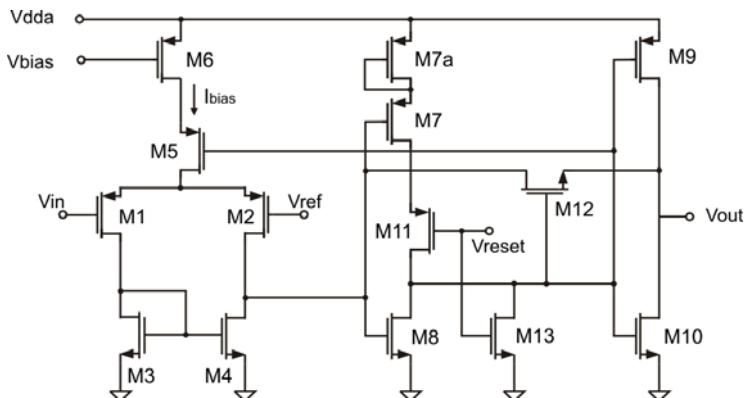 Vdda
Vbias
M6
M7a
M9
Ibias
M7
M5
Vin
M1
M2
Vref
M11
Vreset
M12
Vout
M3
M4
M8
M13
M10